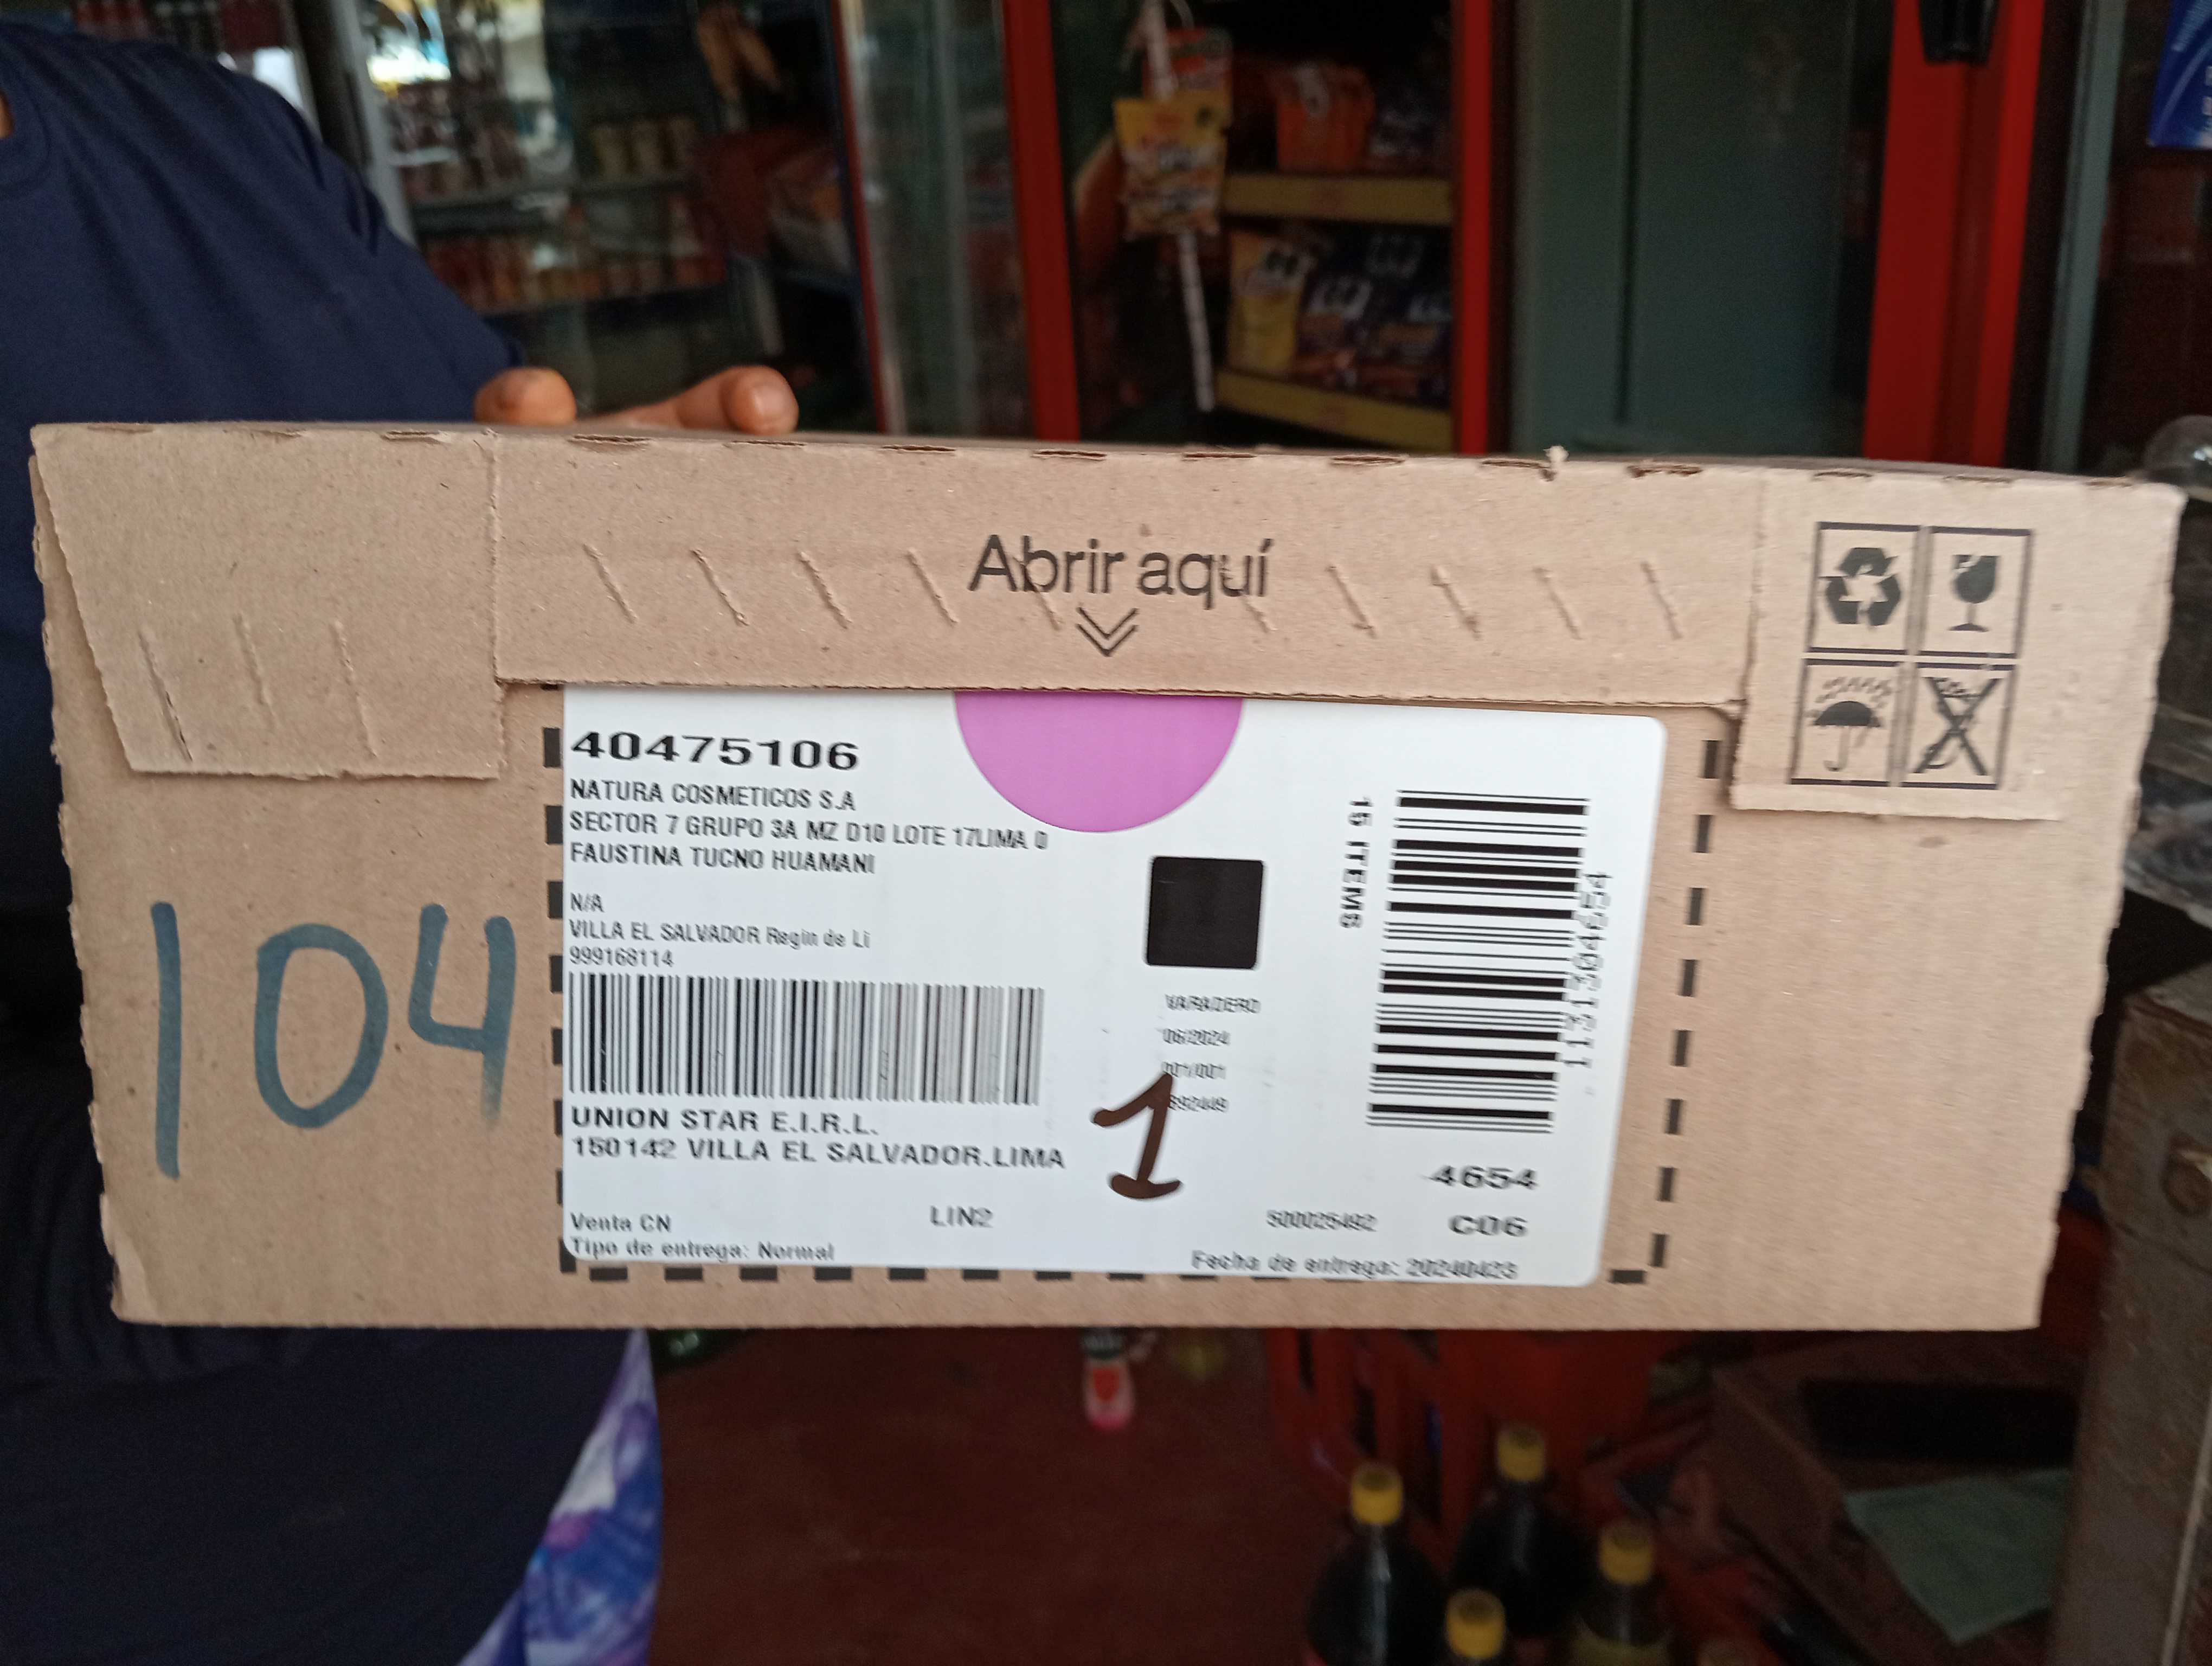 Abrir aquí
40475106
NATURA COSMETICOS S.A
SECTOR 7 GRUPO 3A MZ D10 LOTE 17LIMA 0
FAUSTINA TUCNO HUAMANI
N/A
VILLA EL SALVADOR Regin de Li
999168114
15 ITEMS
VARADERO
06/2024
001/001
UNION STAR E.I.R.L.
150142 VILLA EL SALVADOR.LIMA
104
1
4654
Venta CN
LIN2
500025492
C06
Tipo de entrega: Normal
Fecha de entrega: 20240423